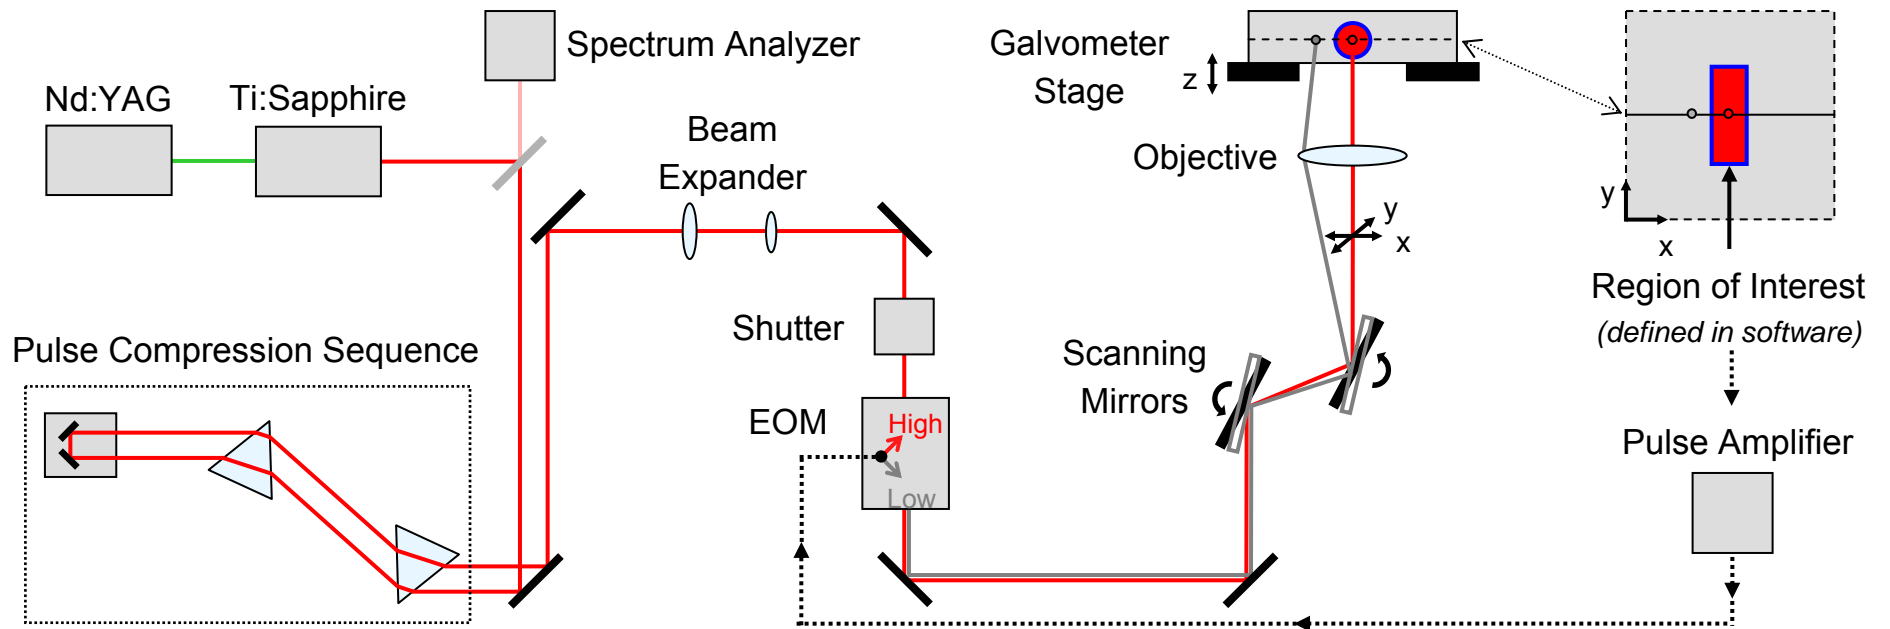 Spectrum Analyzer
Nd:YAG
Ti:Sapphire
Beam
Expander
Galvometer
Stage
z
Objective
y
x
y
x
Region of Interest
(defined in software)
Shutter
Pulse Compression Sequence
Scanning
Mirrors
EOM
High
Low
Pulse Amplifier